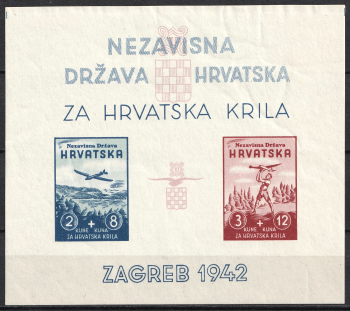 NEZAVISNA
DRŽAVA HRVATSKA
ZA HRVATSKA KRILA
Nezavisna Država
HRVATSKA
2 + 8
KUNE KUNA
ZA HRVATSKA KRILA
Nezavisna Država
HRVATSKA
3 + 12
KUNE KUNA
ZA HRVATSKA KRILA
ZAGREB 1942